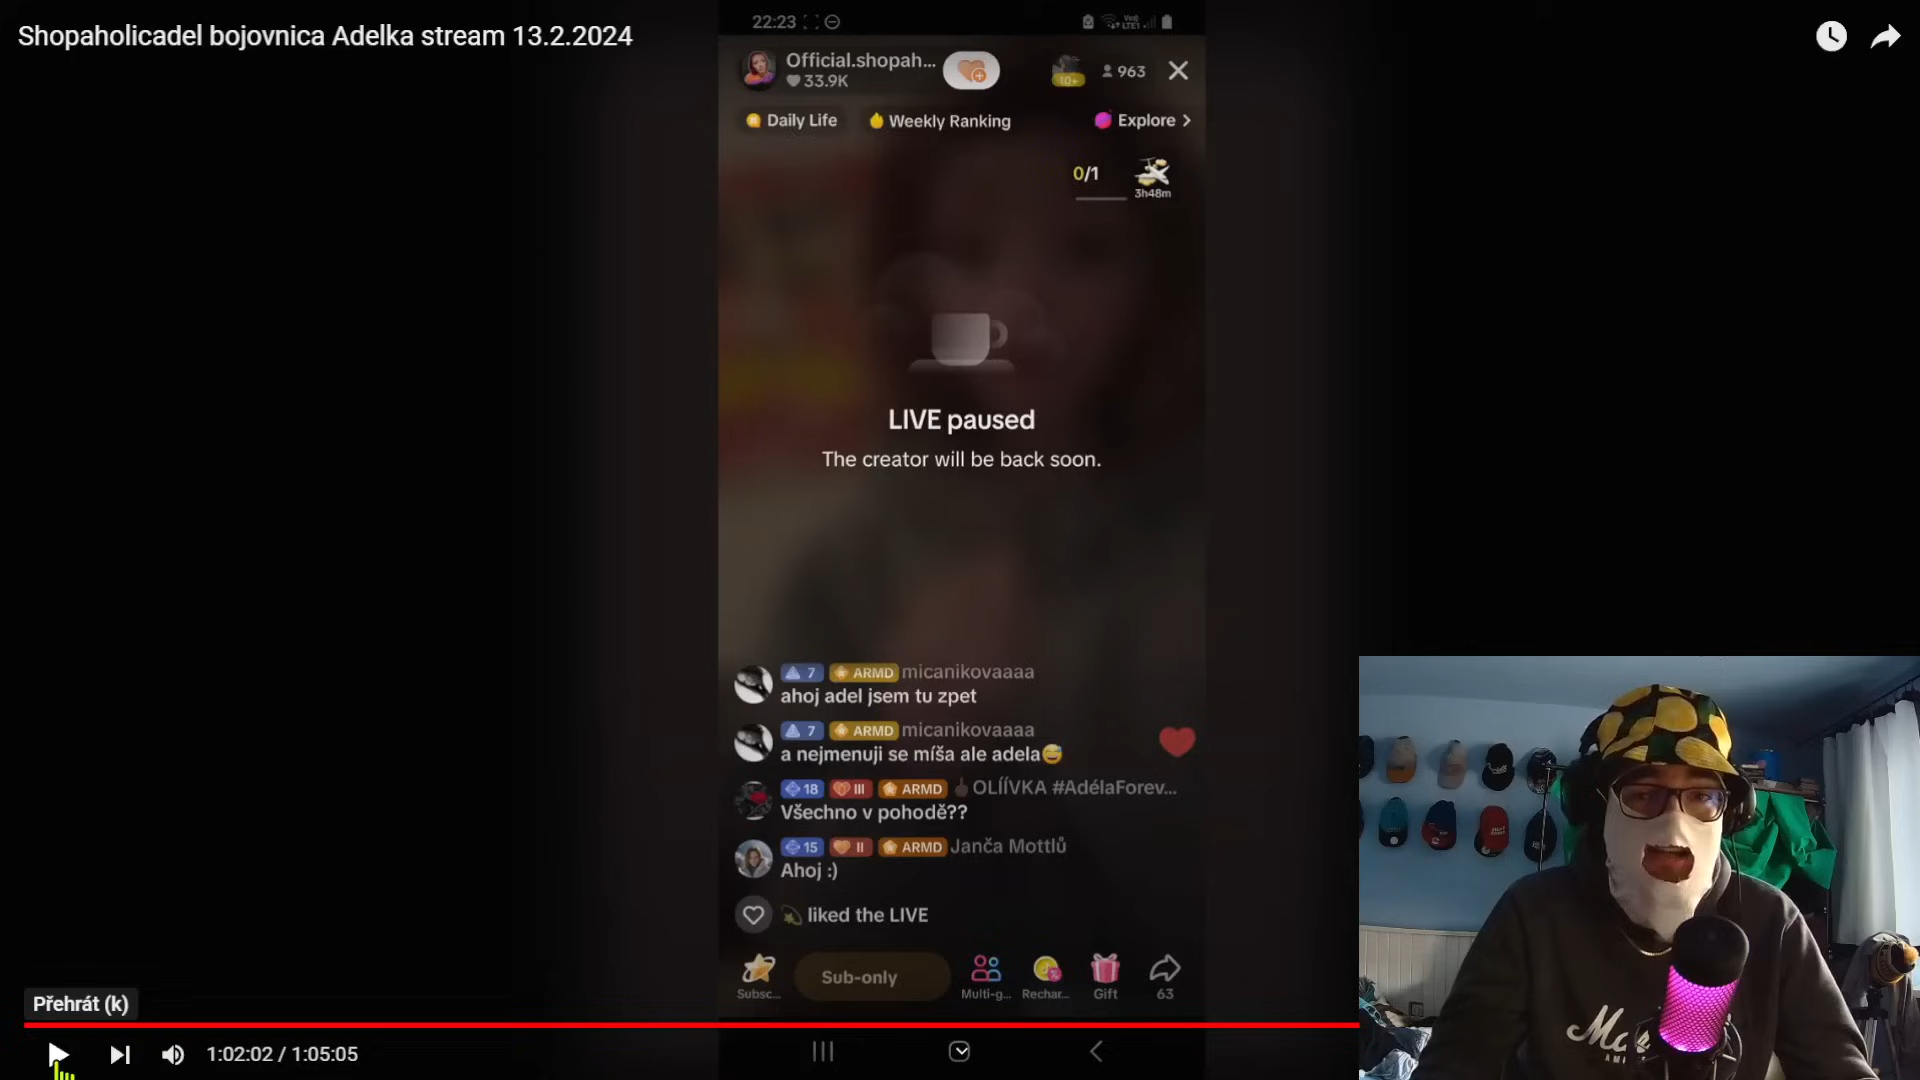 Shopaholicadel bojovnica Adelka stream 13.2.2024
22:23
Official.shopah...
33.9K
10+
963
Daily Life
Weekly Ranking
Explore
0/1
3h48m
LIVE paused
The creator will be back soon.
7 ARMD micanikovaaaa
ahoj adel jsem tu zpet
7 ARMD micanikovaaaa
a nejmenuji se míša ale adela😅
18 III ARMD OLÍÍVKA #AdélaForev...
Všechno v pohodě??
15 II ARMD Janča Mottlů
Ahoj :)
liked the LIVE
Subsc...
Sub-only
Multi-g...
Rechar...
Gift
63
Přehrát (k)
1:02:02 / 1:05:05